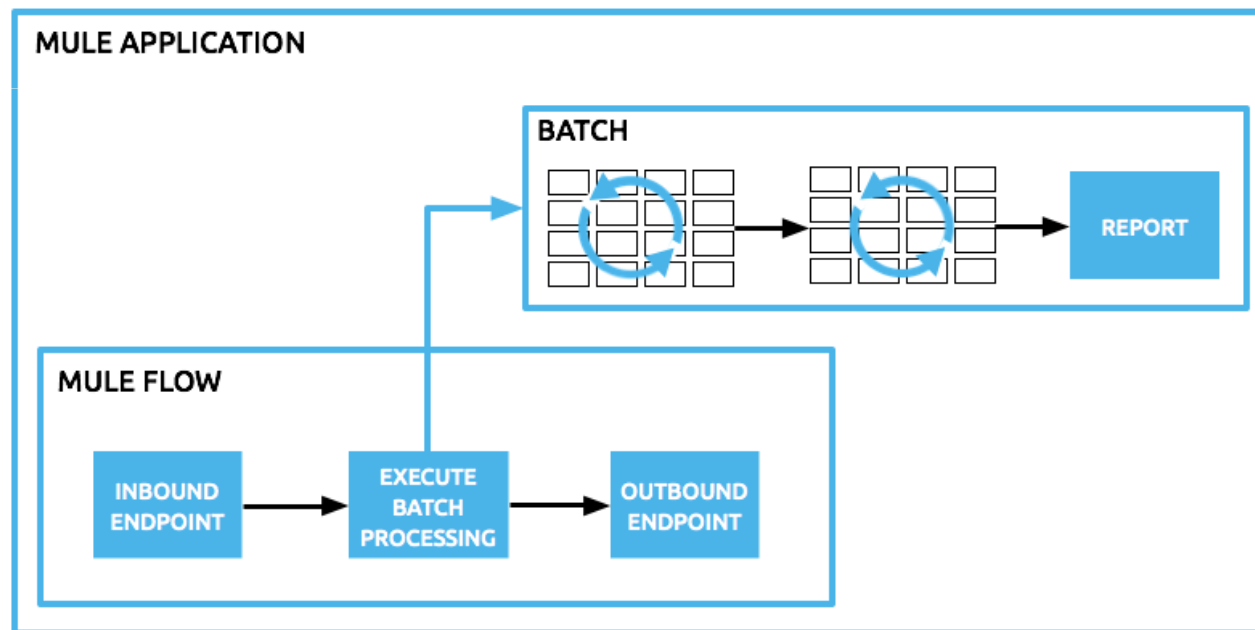 MULE APPLICATION
BATCH
REPORT
MULE FLOW
INBOUND
ENDPOINT
EXECUTE
BATCH
PROCESSING
OUTBOUND
ENDPOINT